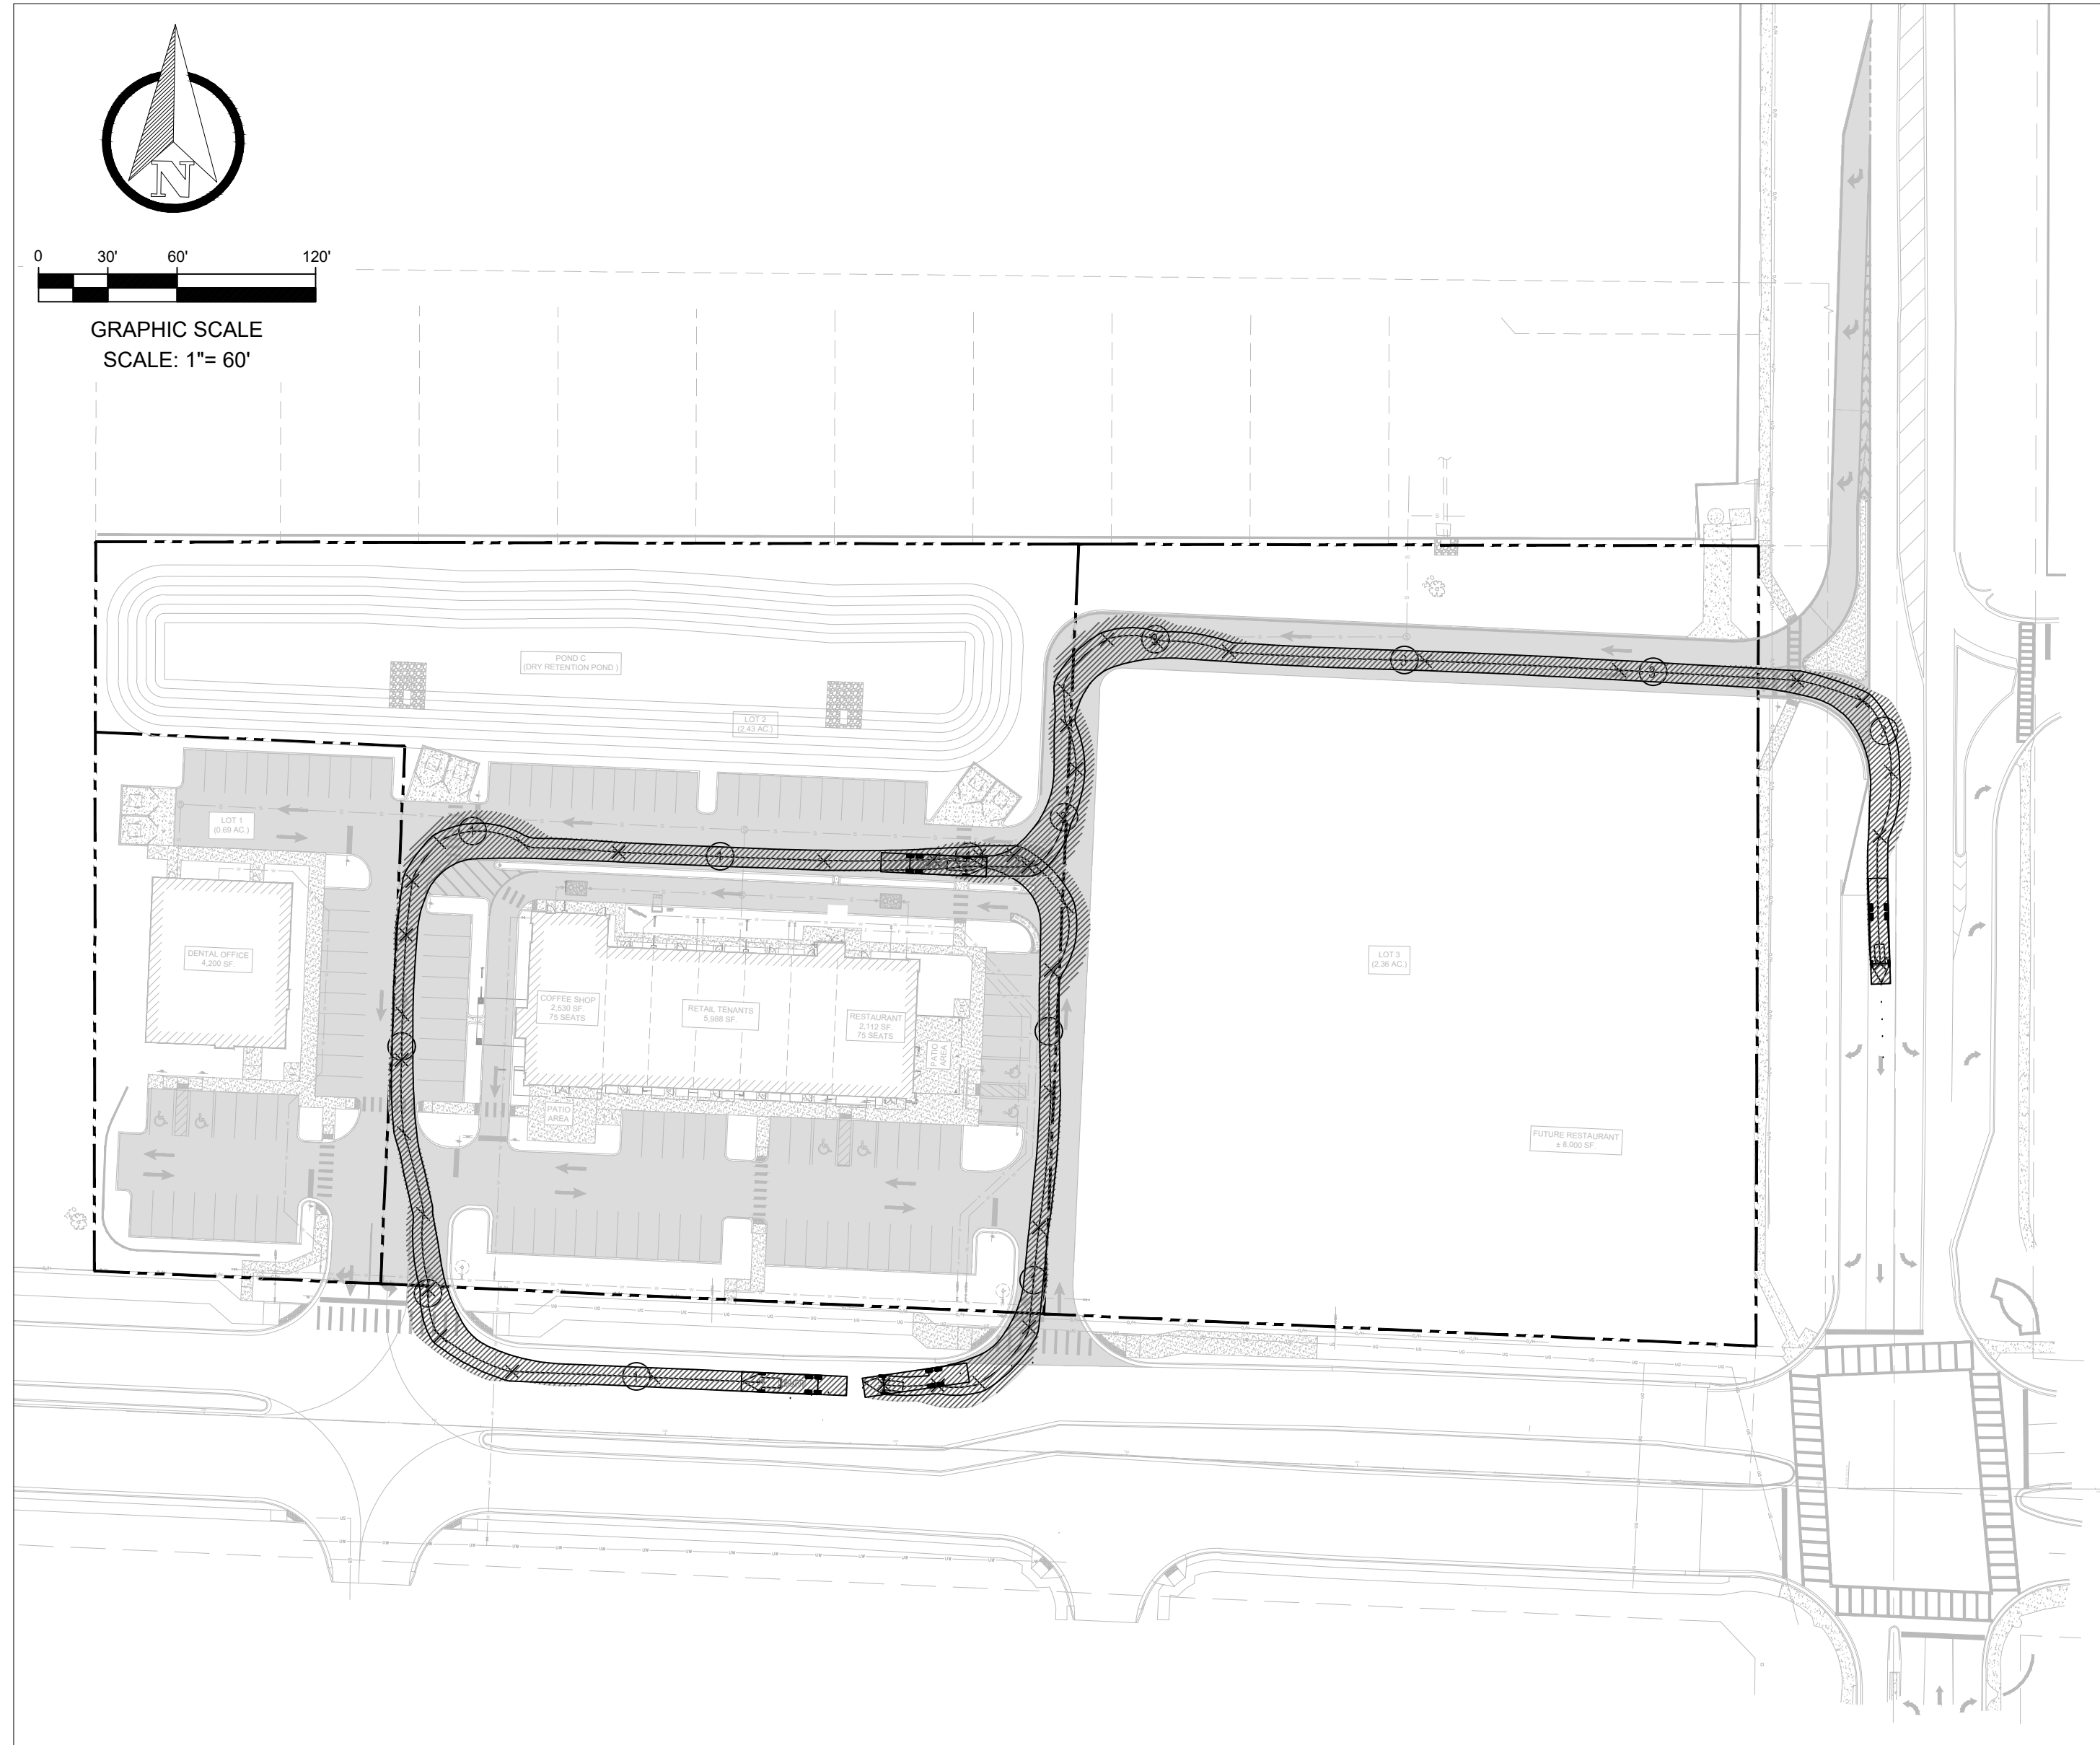 N
0 30' 60' 120'
GRAPHIC SCALE
SCALE: 1"= 60'
POND C
(DRY RETENTION POND )
LOT 2
(2.43 AC.)
LOT 1
(0.69 AC.)
DENTAL OFFICE
4,200 SF.
COFFEE SHOP
2,530 SF.
75 SEATS
RETAIL TENANTS
5,988 SF.
RESTAURANT
2,112 SF.
75 SEATS
PATIO
AREA
PATIO
AREA
LOT 3
(2.36 AC.)
FUTURE RESTAURANT
± 8,000 SF.